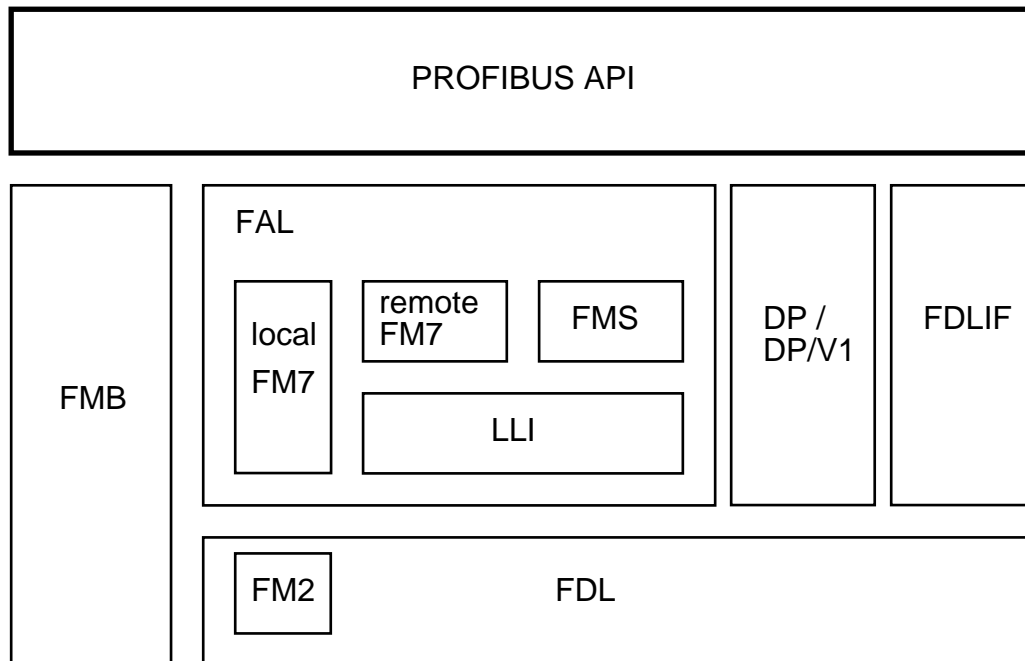 PROFIBUS API
FMB
FAL
local
FM7
remote
FM7
FMS
LLI
DP /
DP/V1
FDLIF
FM2
FDL